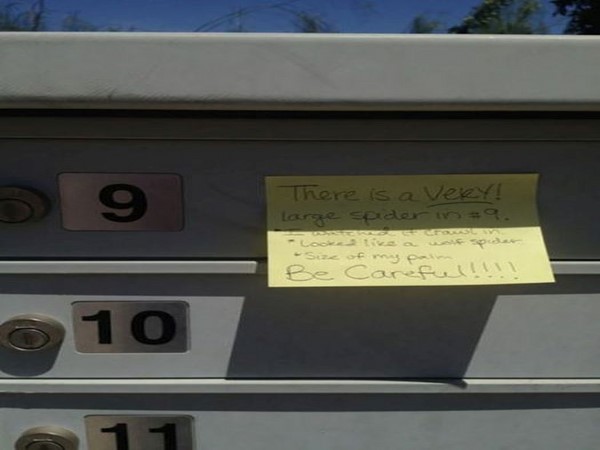 9
There is a VERY!
large spider in #9.
* I watched it crawl in
* Looked like a wolf spider
* Size of my palm
Be Careful!!!!
10
11